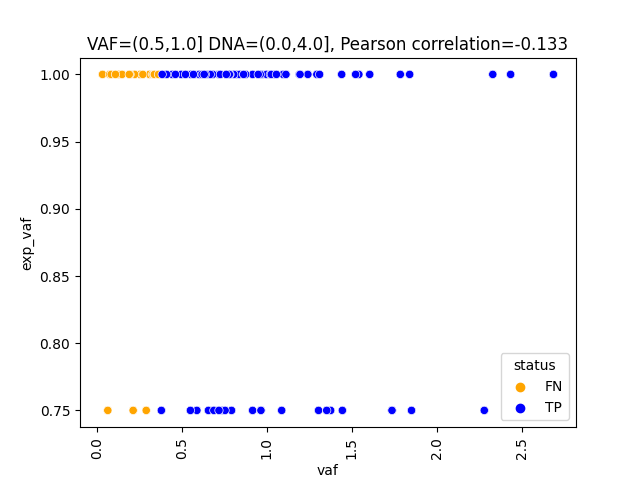 VAF=(0.5,1.0] DNA=(0.0,4.0], Pearson correlation=-0.133
exp_vaf
1.00
0.95
0.90
0.85
0.80
0.75
status
FN
TP
0.0
0.5
1.0
1.5
2.0
2.5
vaf